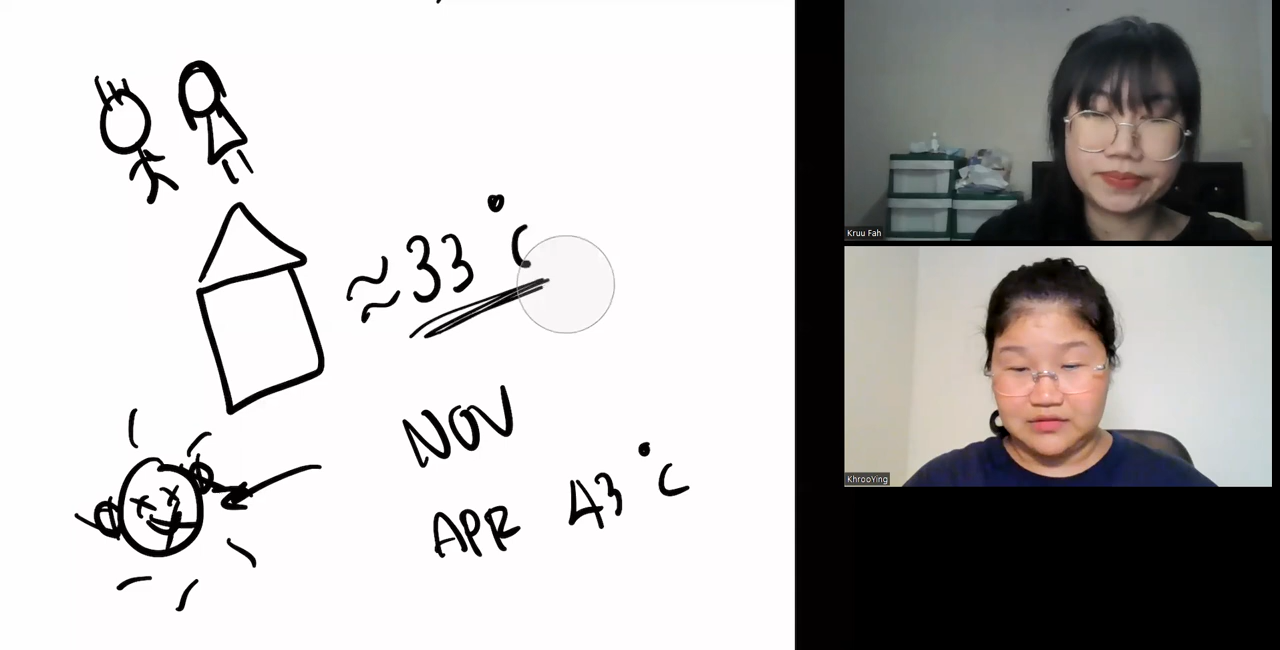 ≈33 °C
NOV
APR 43 °C
Kruu Fah
KhrooYing